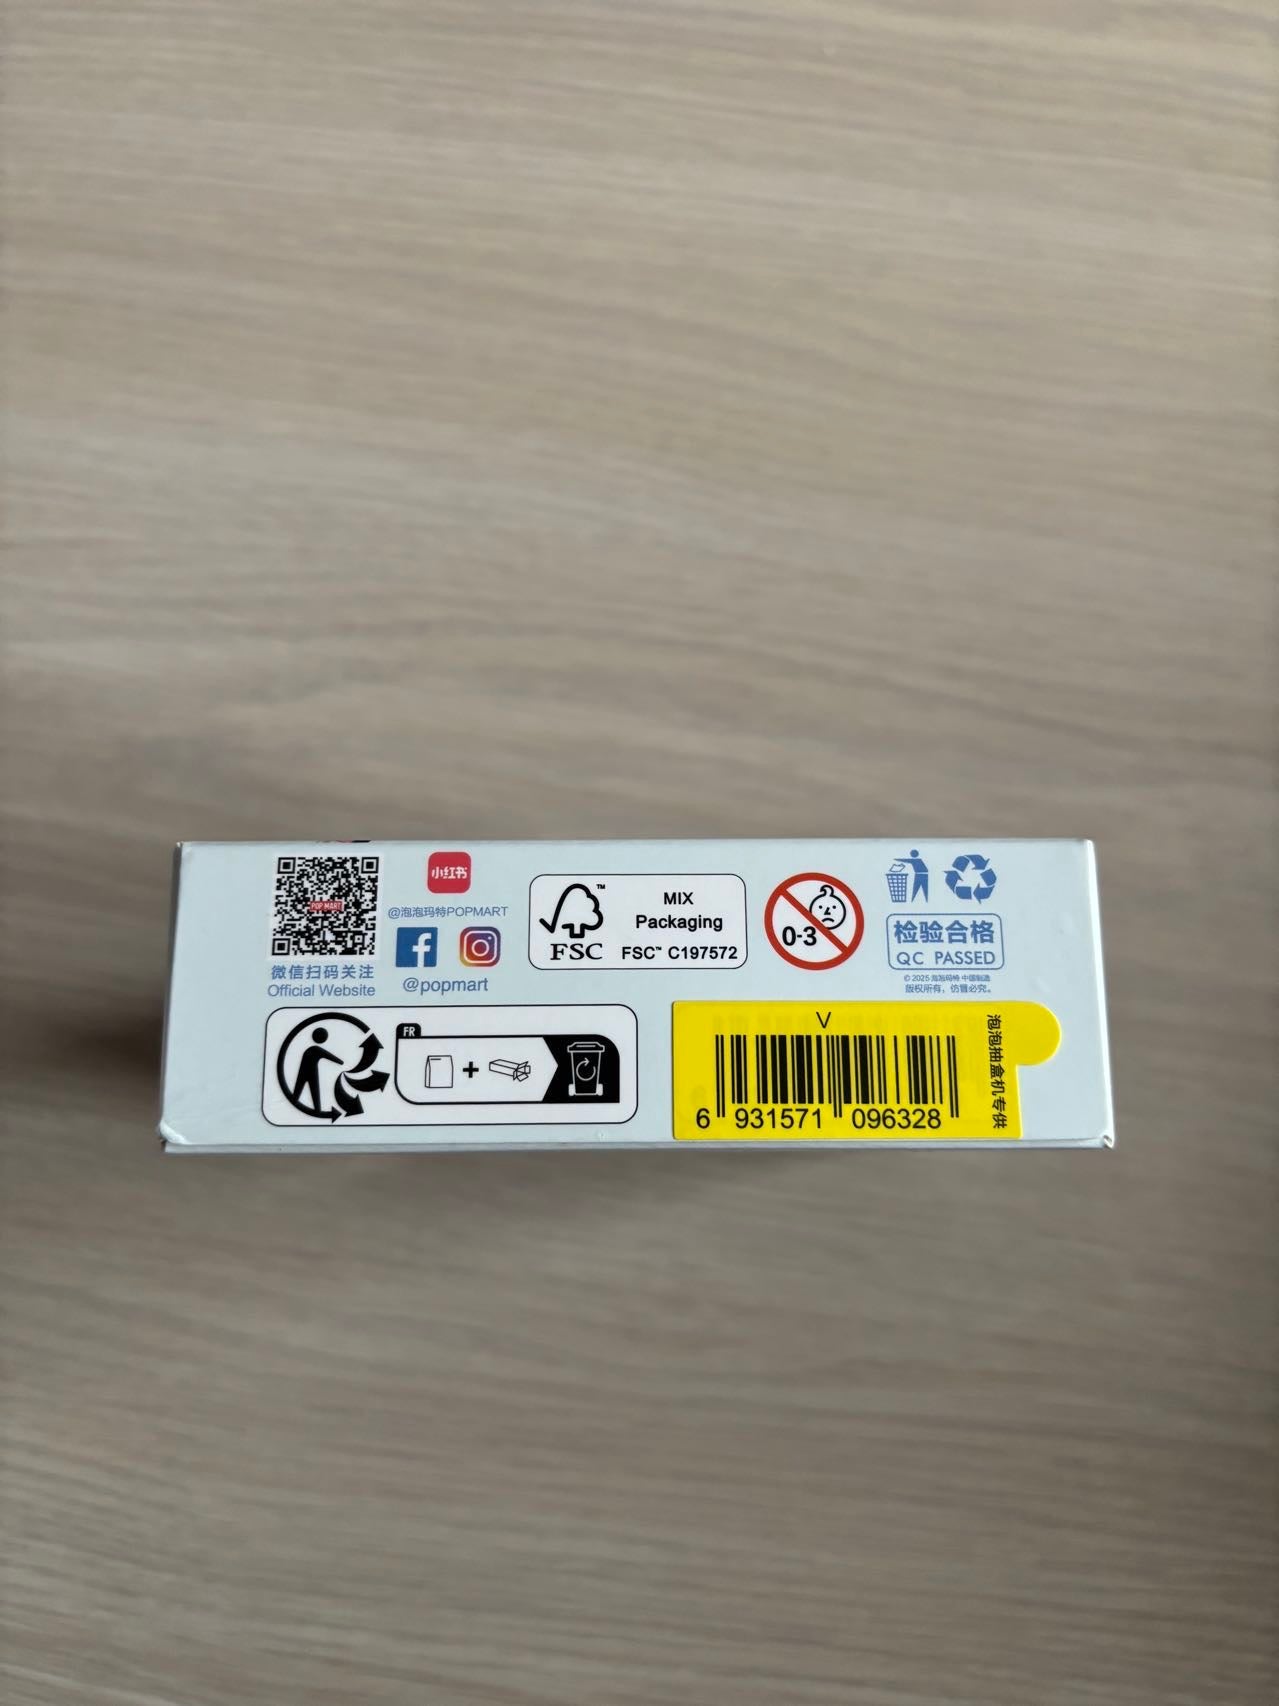 POP MART
微信扫码关注
Official Website
小红书
@泡泡玛特POPMART
@popmart
FSC™
MIX
Packaging
FSC™ C197572
0-3
检验合格
QC PASSED
© 2025 泡泡玛特 中国制造
版权所有，仿冒必究。
FR
V
6 931571 096328
泡泡抽盒机专供